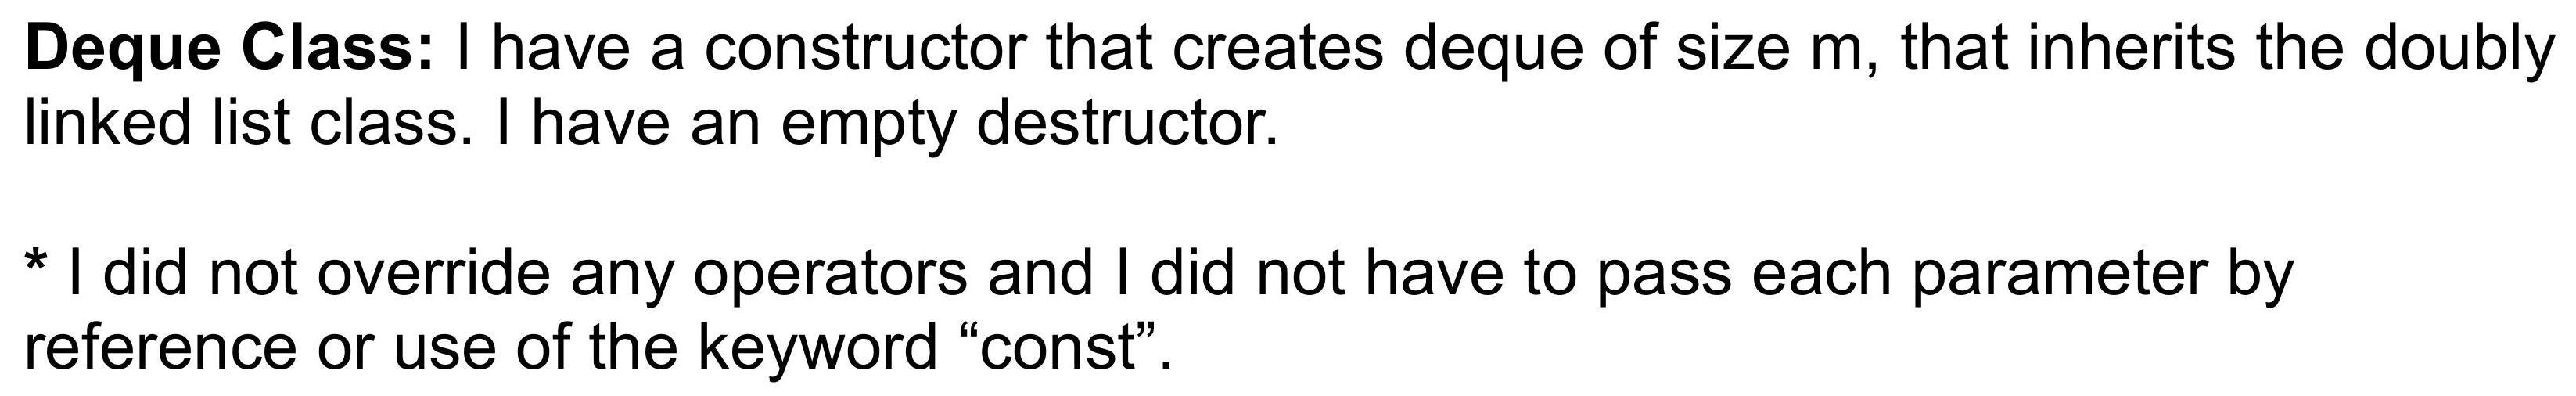 Deque Class: I have a constructor that creates deque of size m, that inherits the doubly
linked list class. I have an empty destructor.
* I did not override any operators and I did not have to pass each parameter by
reference or use of the keyword “const”.